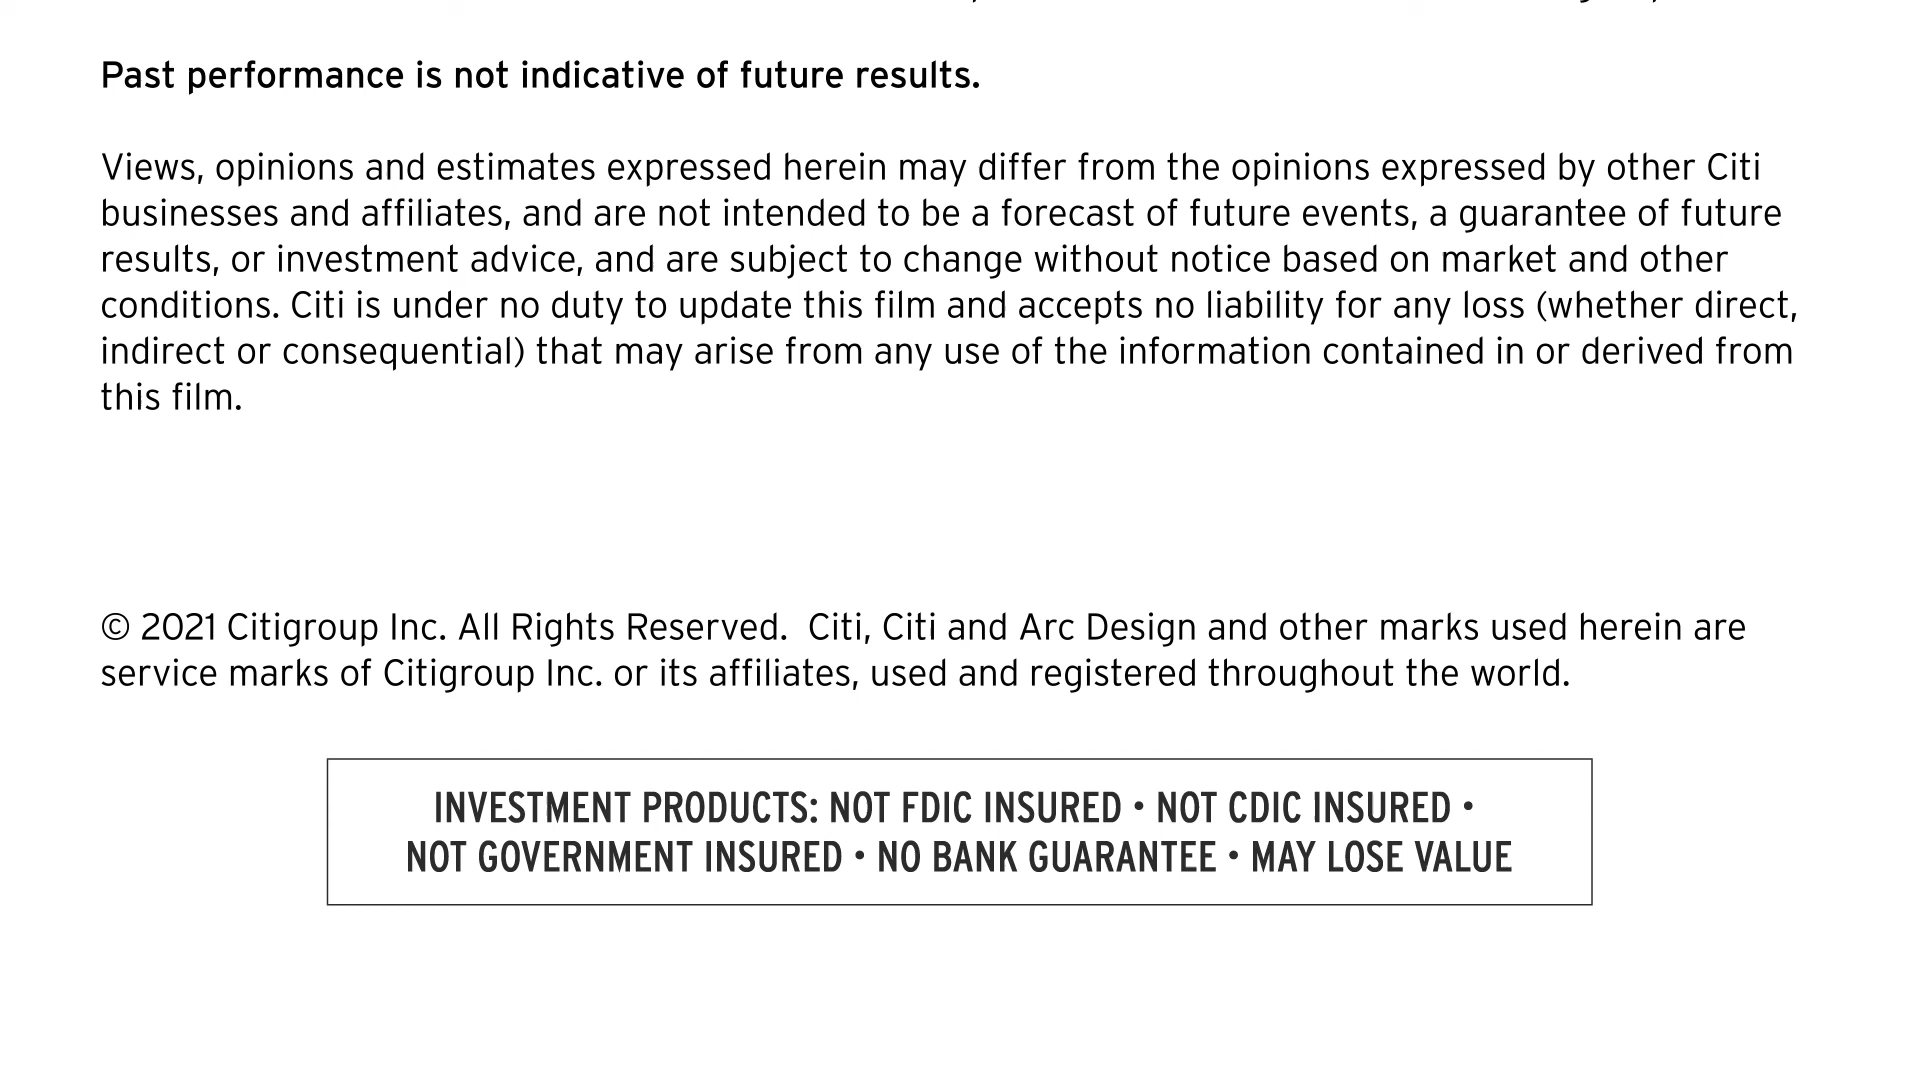 Past performance is not indicative of future results.
Views, opinions and estimates expressed herein may differ from the opinions expressed by other Citi
businesses and affiliates, and are not intended to be a forecast of future events, a guarantee of future
results, or investment advice, and are subject to change without notice based on market and other
conditions. Citi is under no duty to update this film and accepts no liability for any loss (whether direct,
indirect or consequential) that may arise from any use of the information contained in or derived from
this film.
© 2021 Citigroup Inc. All Rights Reserved.  Citi, Citi and Arc Design and other marks used herein are
service marks of Citigroup Inc. or its affiliates, used and registered throughout the world.
INVESTMENT PRODUCTS: NOT FDIC INSURED • NOT CDIC INSURED •
NOT GOVERNMENT INSURED • NO BANK GUARANTEE • MAY LOSE VALUE